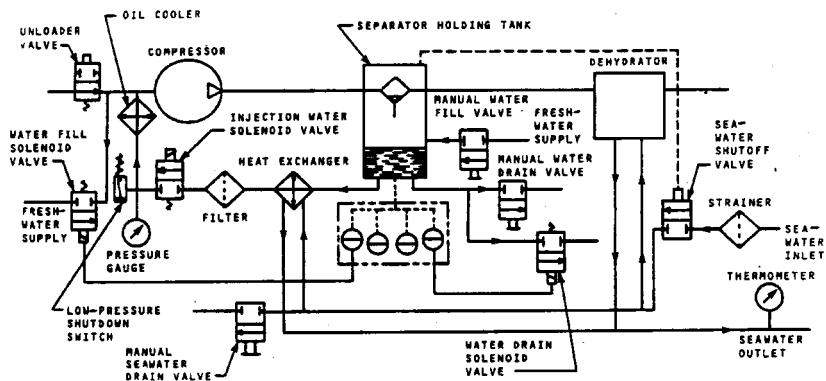 OIL COOLER
UNLOADER
VALVE
COMPRESSOR
SEPARATOR HOLDING TANK
DEHYDRATOR
INJECTION WATER
SOLENOID VALVE
MANUAL WATER
FILL VALVE
FRESH-
WATER
SUPPLY
SEA-
WATER
SHUTOFF
VALVE
WATER FILL
SOLENOID
VALVE
HEAT EXCHANGER
MANUAL WATER
DRAIN VALVE
STRAINER
FRESH-
WATER
SUPPLY
FILTER
SEA-
WATER
INLET
PRESSURE
GAUGE
THERMOMETER
LOW-PRESSURE
SHUTDOWN
SWITCH
MANUAL
SEAWATER
DRAIN VALVE
WATER DRAIN
SOLENOID
VALVE
SEAWATER
OUTLET